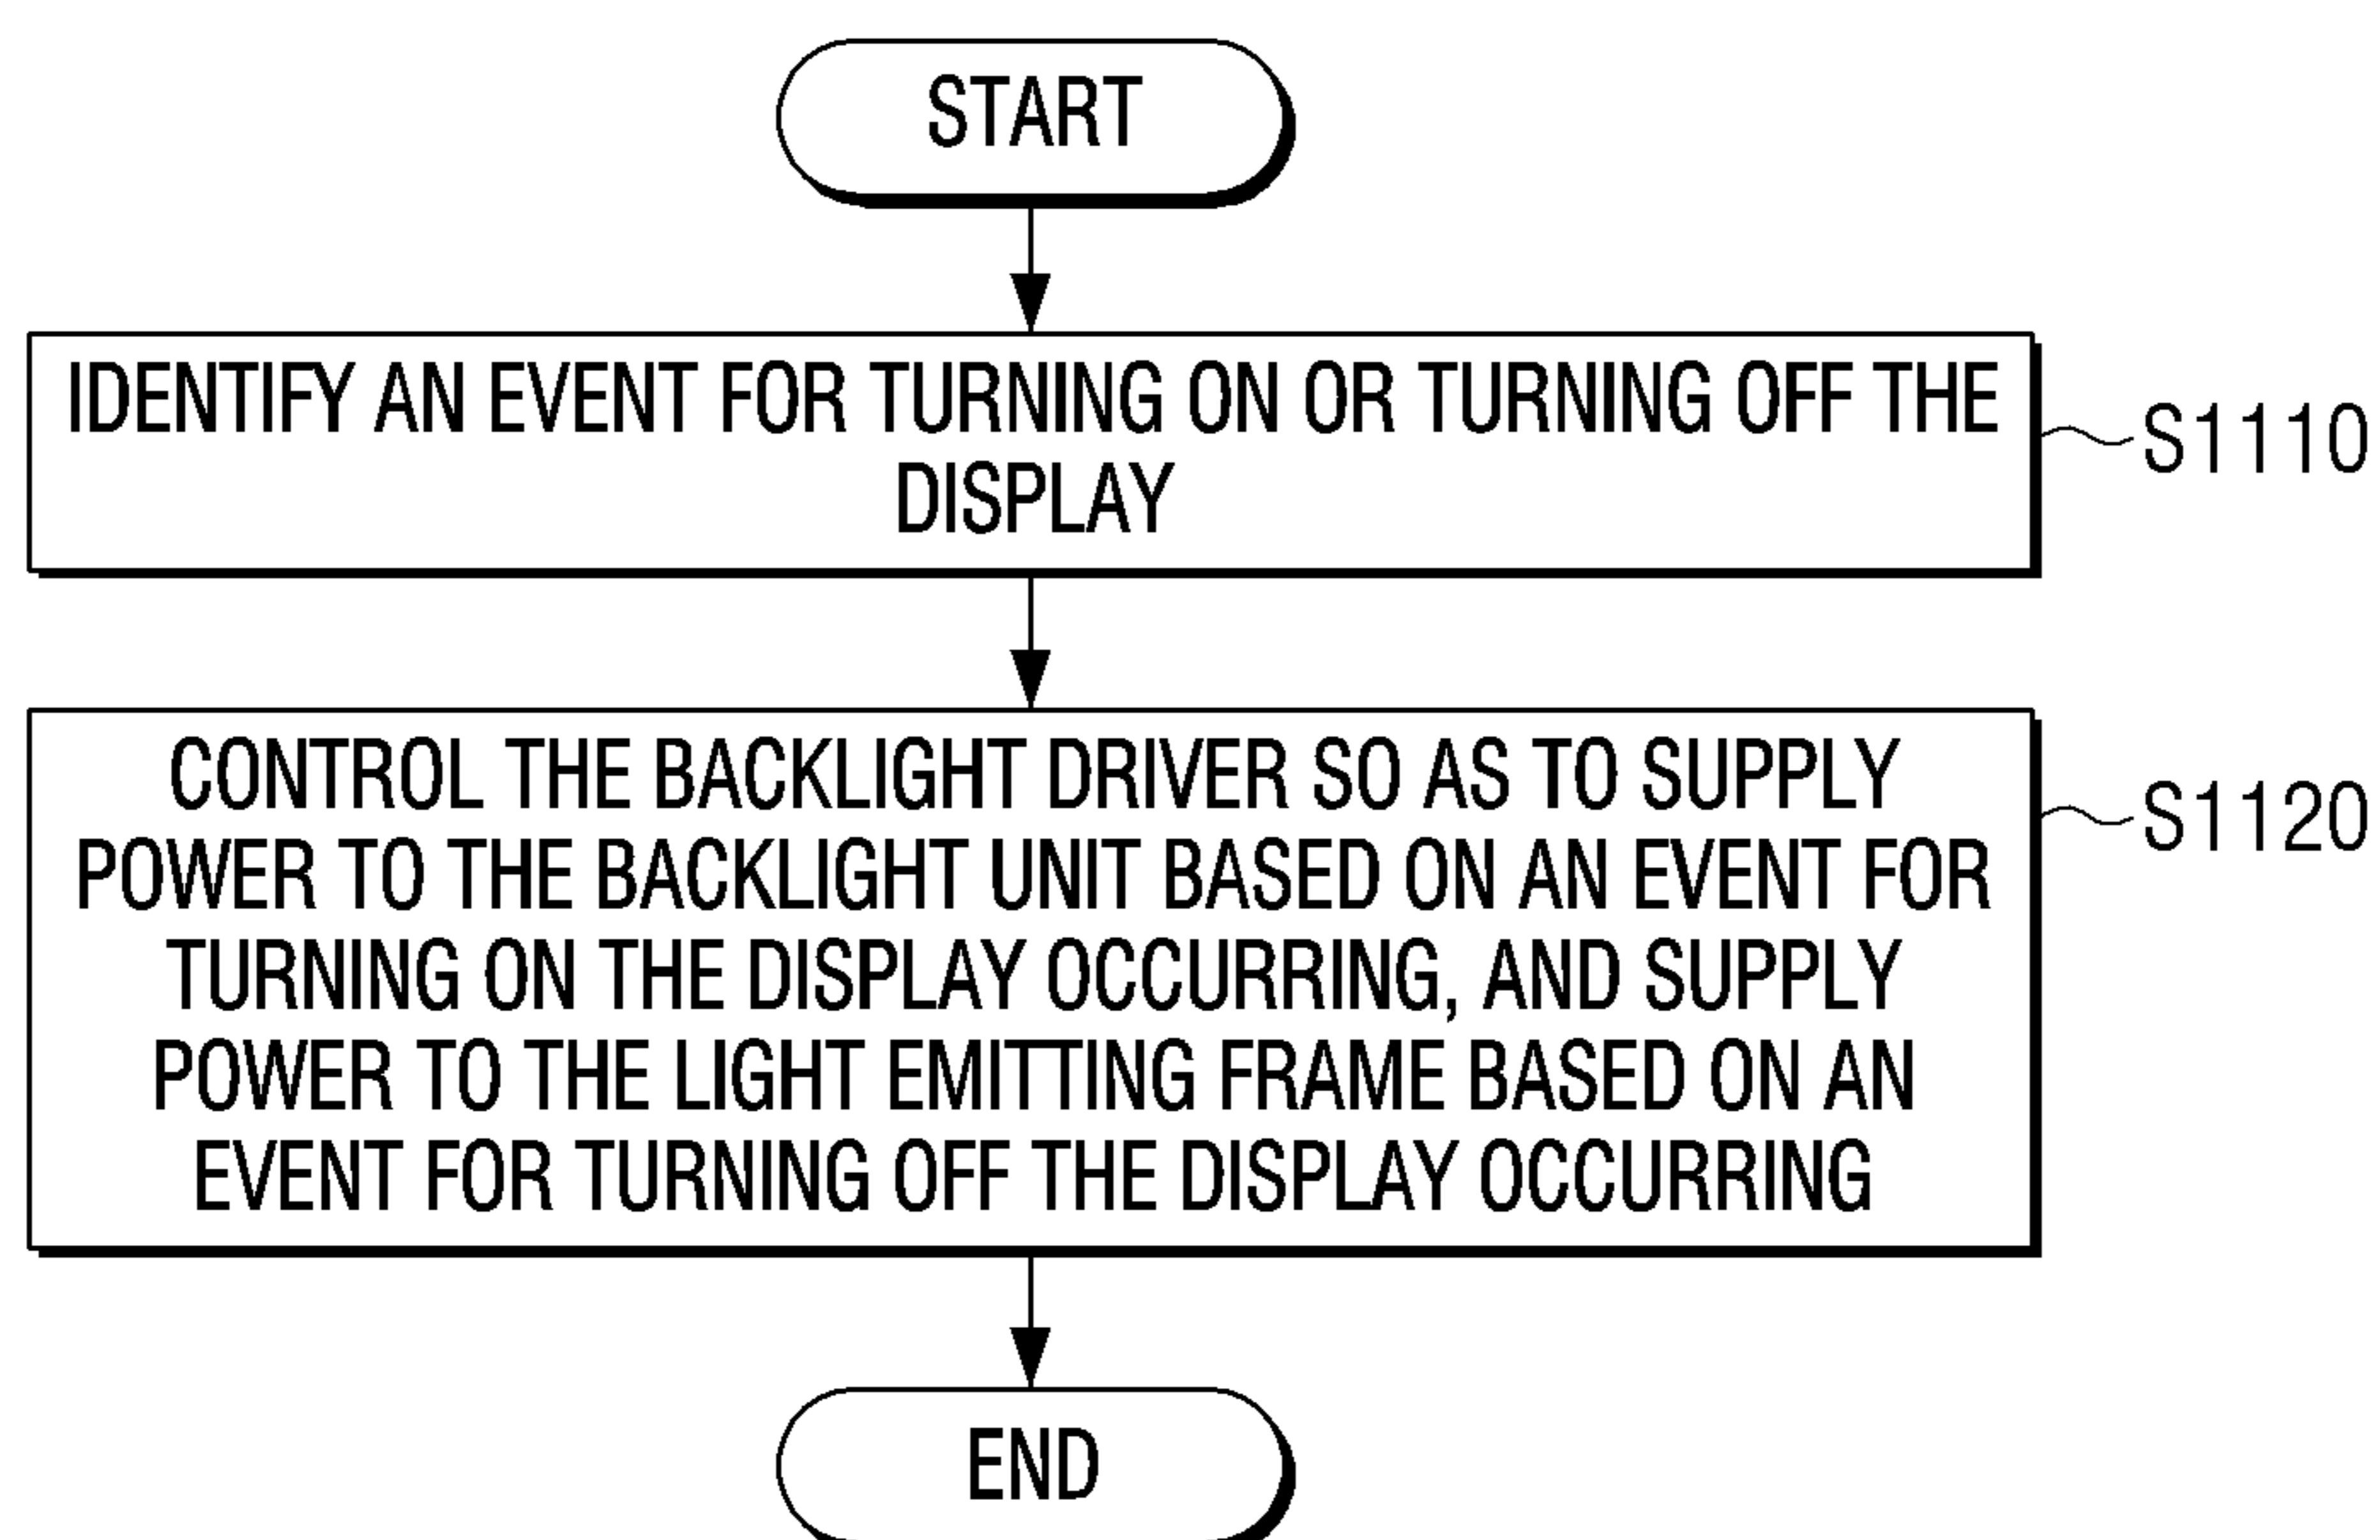 START
IDENTIFY AN EVENT FOR TURNING ON OR TURNING OFF THE
DISPLAY
S1110
CONTROL THE BACKLIGHT DRIVER SO AS TO SUPPLY
POWER TO THE BACKLIGHT UNIT BASED ON AN EVENT FOR
TURNING ON THE DISPLAY OCCURRING, AND SUPPLY
POWER TO THE LIGHT EMITTING FRAME BASED ON AN
EVENT FOR TURNING OFF THE DISPLAY OCCURRING
S1120
END